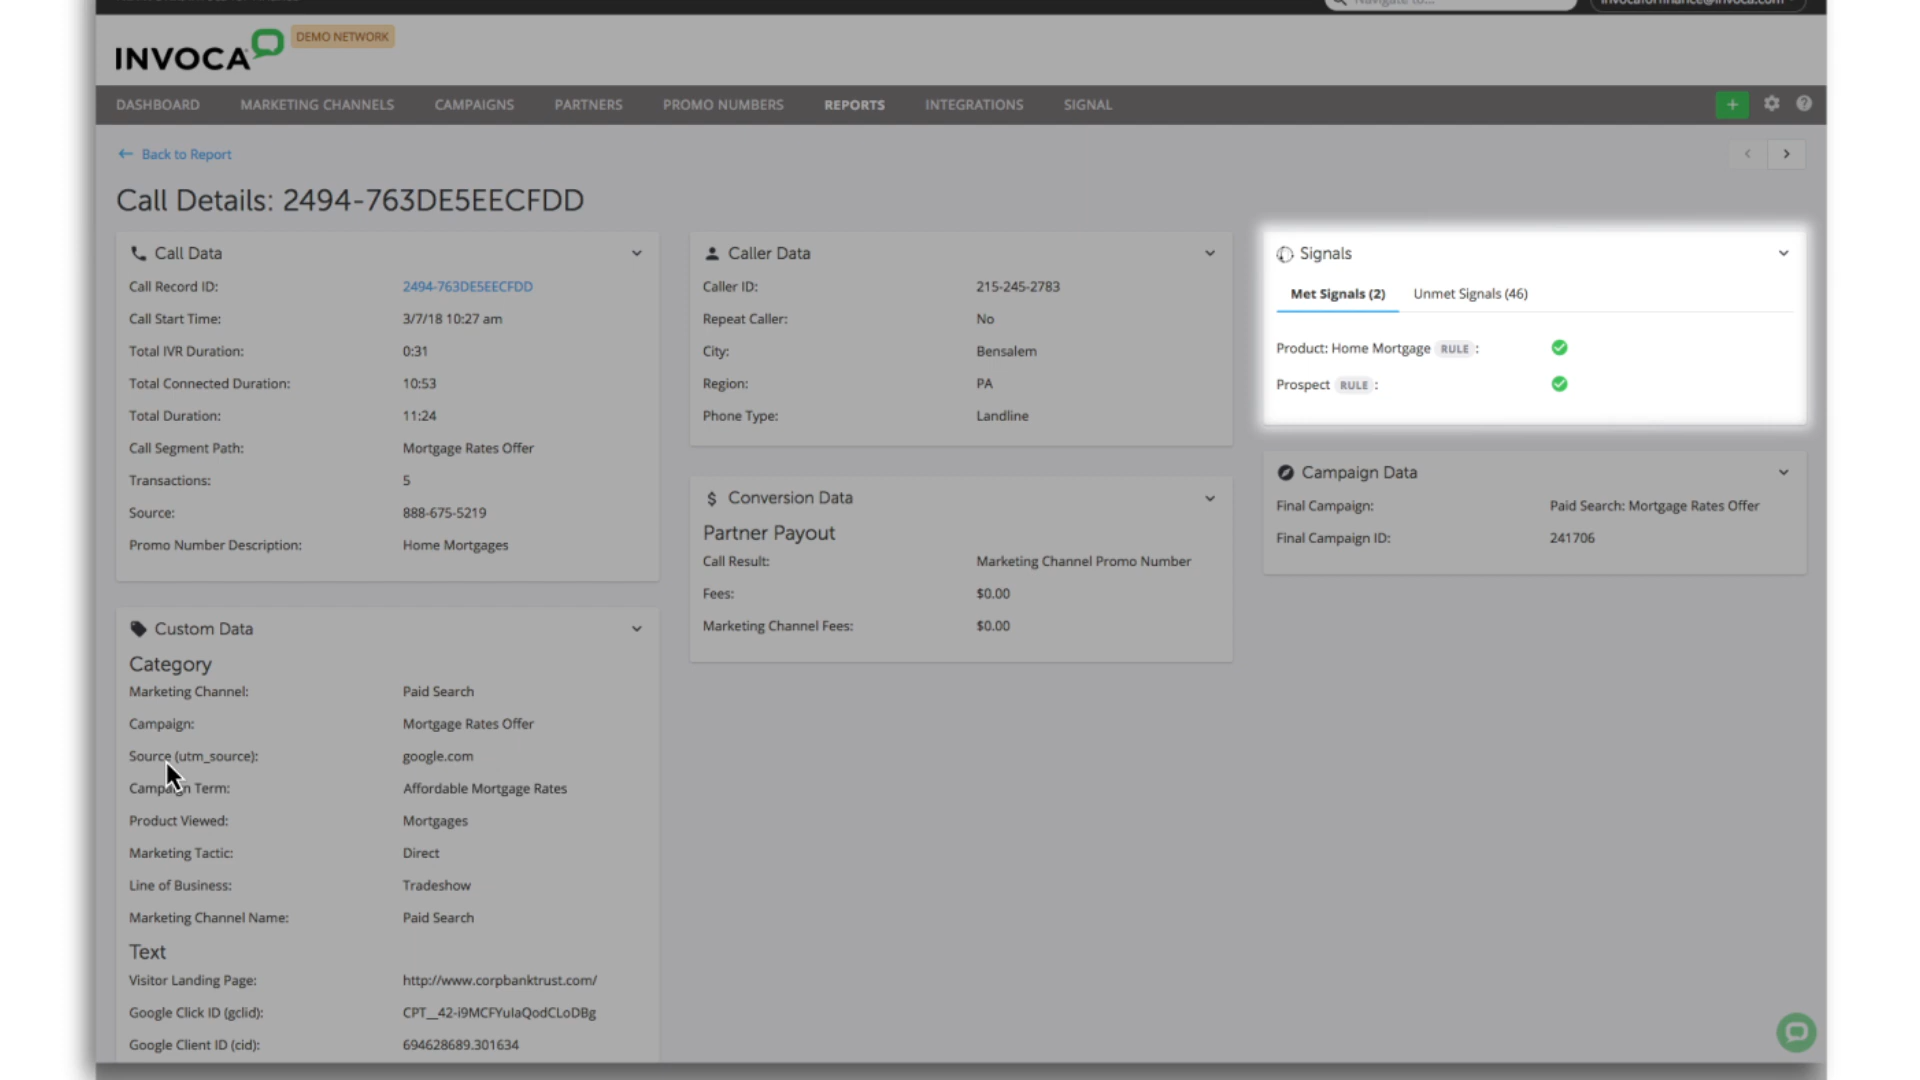 Navigate to...
invocaforfinance@invoca.com
INVOCA
DEMO NETWORK
DASHBOARD MARKETING CHANNELS CAMPAIGNS PARTNERS PROMO NUMBERS REPORTS INTEGRATIONS SIGNAL
Back to Report
Call Details: 2494-763DE5EECFDD
Call Data
Call Record ID: 2494-763DE5EECFDD
Call Start Time: 3/7/18 10:27 am
Total IVR Duration: 0:31
Total Connected Duration: 10:53
Total Duration: 11:24
Call Segment Path: Mortgage Rates Offer
Transactions: 5
Source: 888-675-5219
Promo Number Description: Home Mortgages
Custom Data
Category
Marketing Channel: Paid Search
Campaign: Mortgage Rates Offer
Source (utm_source): google.com
Campaign Term: Affordable Mortgage Rates
Product Viewed: Mortgages
Marketing Tactic: Direct
Line of Business: Tradeshow
Marketing Channel Name: Paid Search
Text
Visitor Landing Page: http://www.corpbanktrust.com/
Google Click ID (gclid): CPT__42-i9MCFYulaQodCLoDBg
Google Client ID (cid): 694628689.301634
Caller Data
Caller ID: 215-245-2783
Repeat Caller: No
City: Bensalem
Region: PA
Phone Type: Landline
Conversion Data
Partner Payout
Call Result: Marketing Channel Promo Number
Fees: $0.00
Marketing Channel Fees: $0.00
Signals
Met Signals (2) Unmet Signals (46)
Product: Home Mortgage RULE :
Prospect RULE :
Campaign Data
Final Campaign: Paid Search: Mortgage Rates Offer
Final Campaign ID: 241706